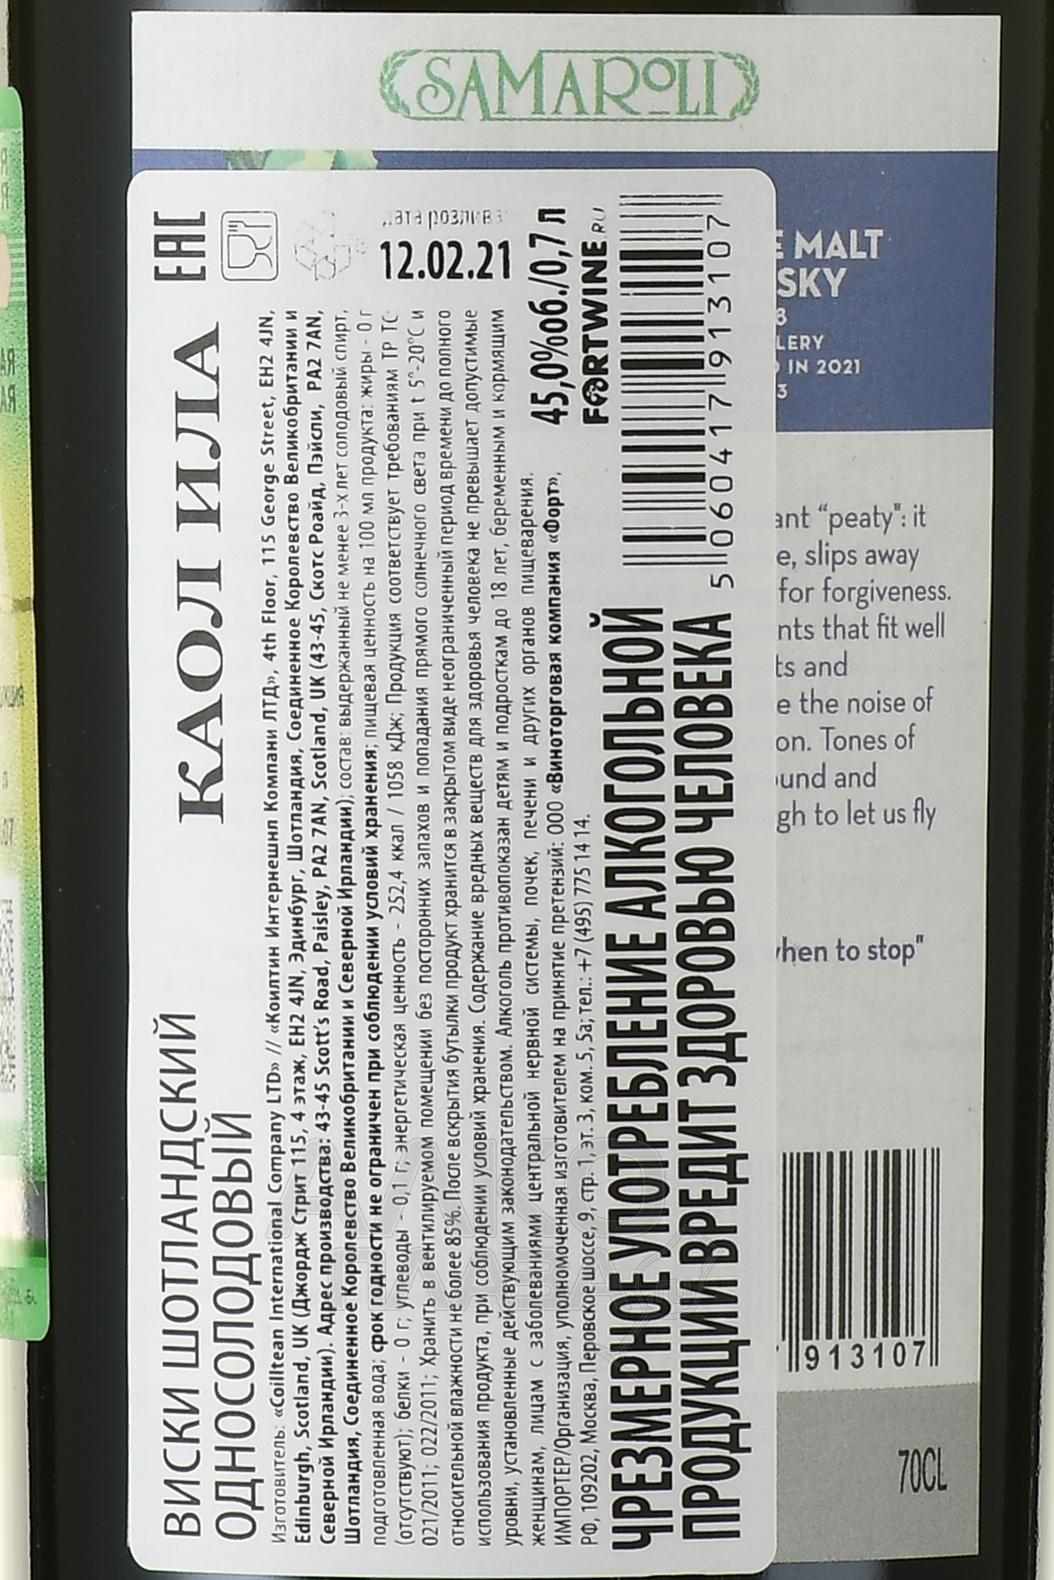 SAMAROLI
E MALT
SKY
8
LERY
IN 2021
3
ant “peaty": it
e, slips away
for forgiveness.
nts that fit well
ts and
e the noise of
on. Tones of
und and
gh to let us fly
hen to stop"
913107
70CL
ВИСКИ ШОТЛАНДСКИЙ
ОДНОСОЛОДОВЫЙ
КАОЛ ИЛА
EAC
Изготовитель: «Coilltean International Company LTD» // «Коилтин Интернешнл Компани ЛТД», 4th Floor, 115 George Street, EH2 4JN,
Edinburgh, Scotland, UK (Джордж Стрит 115, 4 этаж, EH2 4JN, Эдинбург, Шотландия, Соединенное Королевство Великобритании и
Северной Ирландии). Адрес производства: 43-45 Scott's Road, Paisley, PA2 7AN, Scotland, UK (43-45, Скотс Роайд, Пэйсли, PA2 7AN,
Шотландия, Соединенное Королевство Великобритании и Северной Ирландии); состав: выдержанный не менее 3-х лет солодовый спирт,
подготовленная вода; срок годности не ограничен при соблюдении условий хранения; пищевая ценность на 100 мл продукта: жиры - 0 г
(отсутствуют); белки - 0 г; углеводы - 0,1 г; энергетическая ценность - 252,4 ккал / 1058 кДж; Продукция соответствует требованиям ТР ТС
021/2011; 022/2011; Хранить в вентилируемом помещении без посторонних запахов и попадания прямого солнечного света при t 5°-20°С и
относительной влажности не более 85%. После вскрытия бутылки продукт хранится в закрытом виде неограниченный период времени до полного
использования продукта, при соблюдении условий хранения. Содержание вредных веществ для здоровья человека не превышает допустимые
уровни, установленные действующим законодательством. Алкоголь противопоказан детям и подросткам до 18 лет, беременным и кормящим
женщинам, лицам с заболеваниями центральной нервной системы, почек, печени и других органов пищеварения.
ИМПОРТЕР/Организация, уполномоченная изготовителем на принятие претензий: ООО «Виноторговая компания «Форт»,
РФ, 109202, Москва, Перовское шоссе, 9, стр. 1, эт. 3, ком. 5, 5а; тел.: +7 (495) 775 14 14.
дата розлива:
12.02.21
45,0%об./0,7 л
FORTWINE.RU
ЧРЕЗМЕРНОЕ УПОТРЕБЛЕНИЕ АЛКОГОЛЬНОЙ
ПРОДУКЦИИ ВРЕДИТ ЗДОРОВЬЮ ЧЕЛОВЕКА
5060417913107